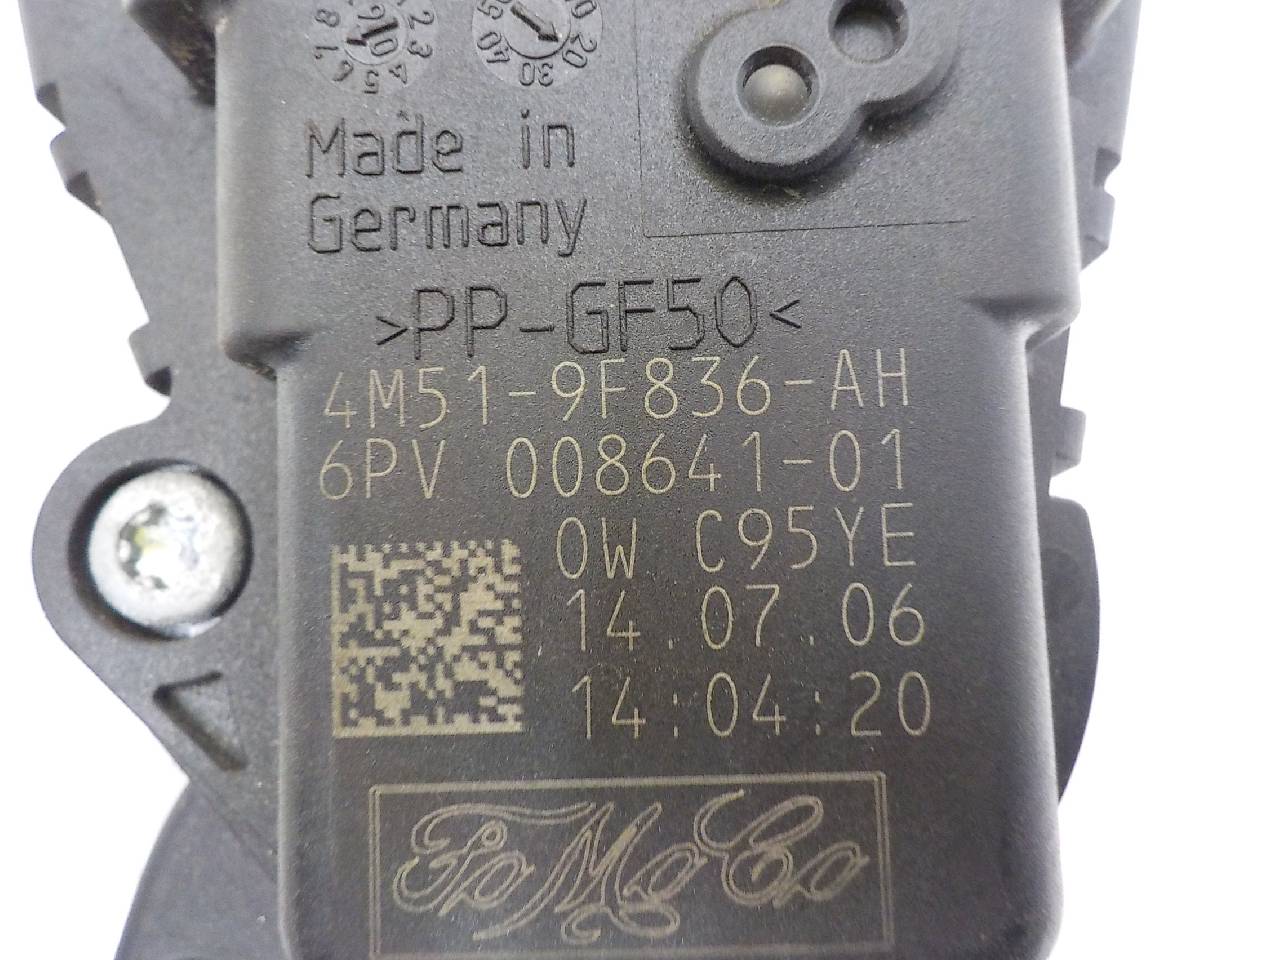 Made in
Germany
>PP-GF50<
4M51-9F836-AH
6PV 008641-01
0W C95YE
14.07.06
14:04:20
FoMoCo